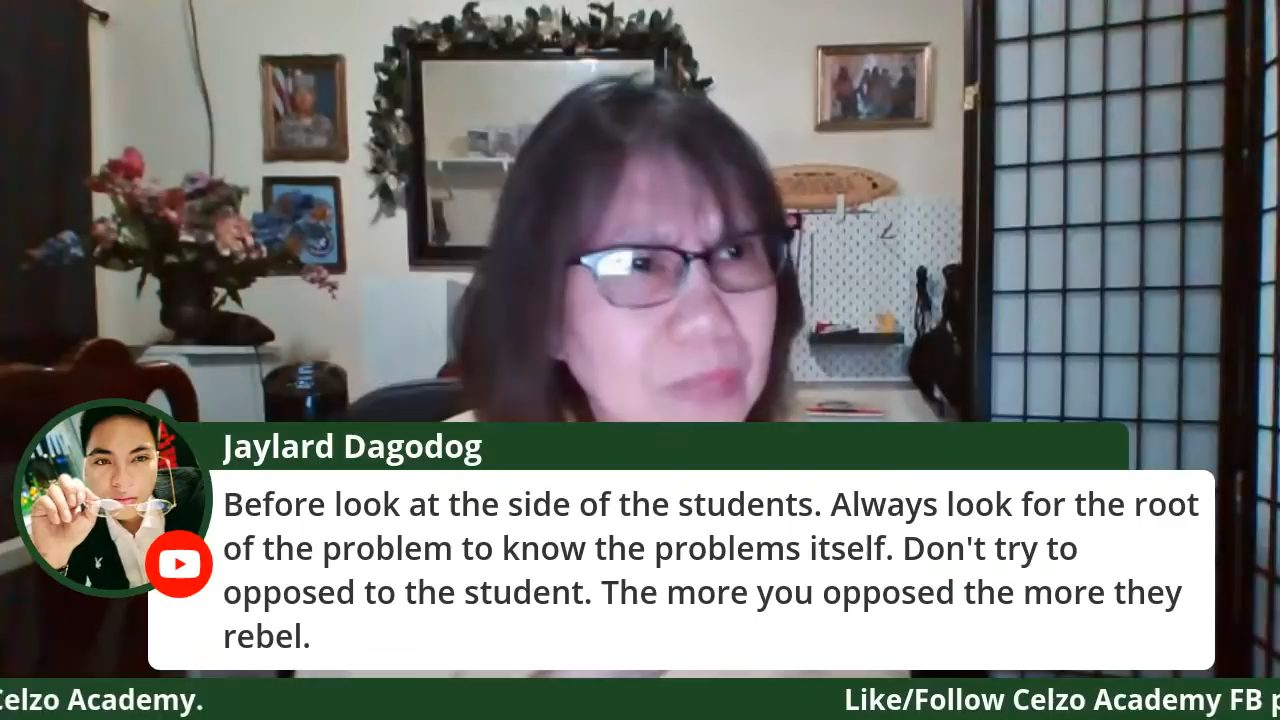 Jaylard Dagodog
Before look at the side of the students. Always look for the root
of the problem to know the problems itself. Don't try to
opposed to the student. The more you opposed the more they
rebel.
Celzo Academy.
Like/Follow Celzo Academy FB